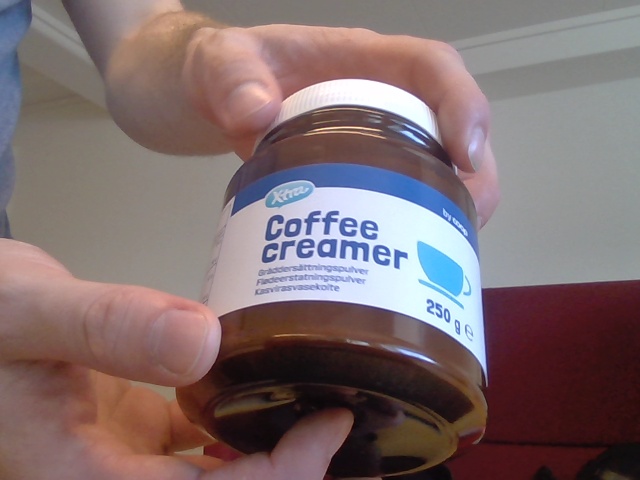 Xtra
by coop
Coffee
creamer
Gräddersättningspulver
Flødeerstatningspulver
Kasvirasvasekoite
250 g ℮